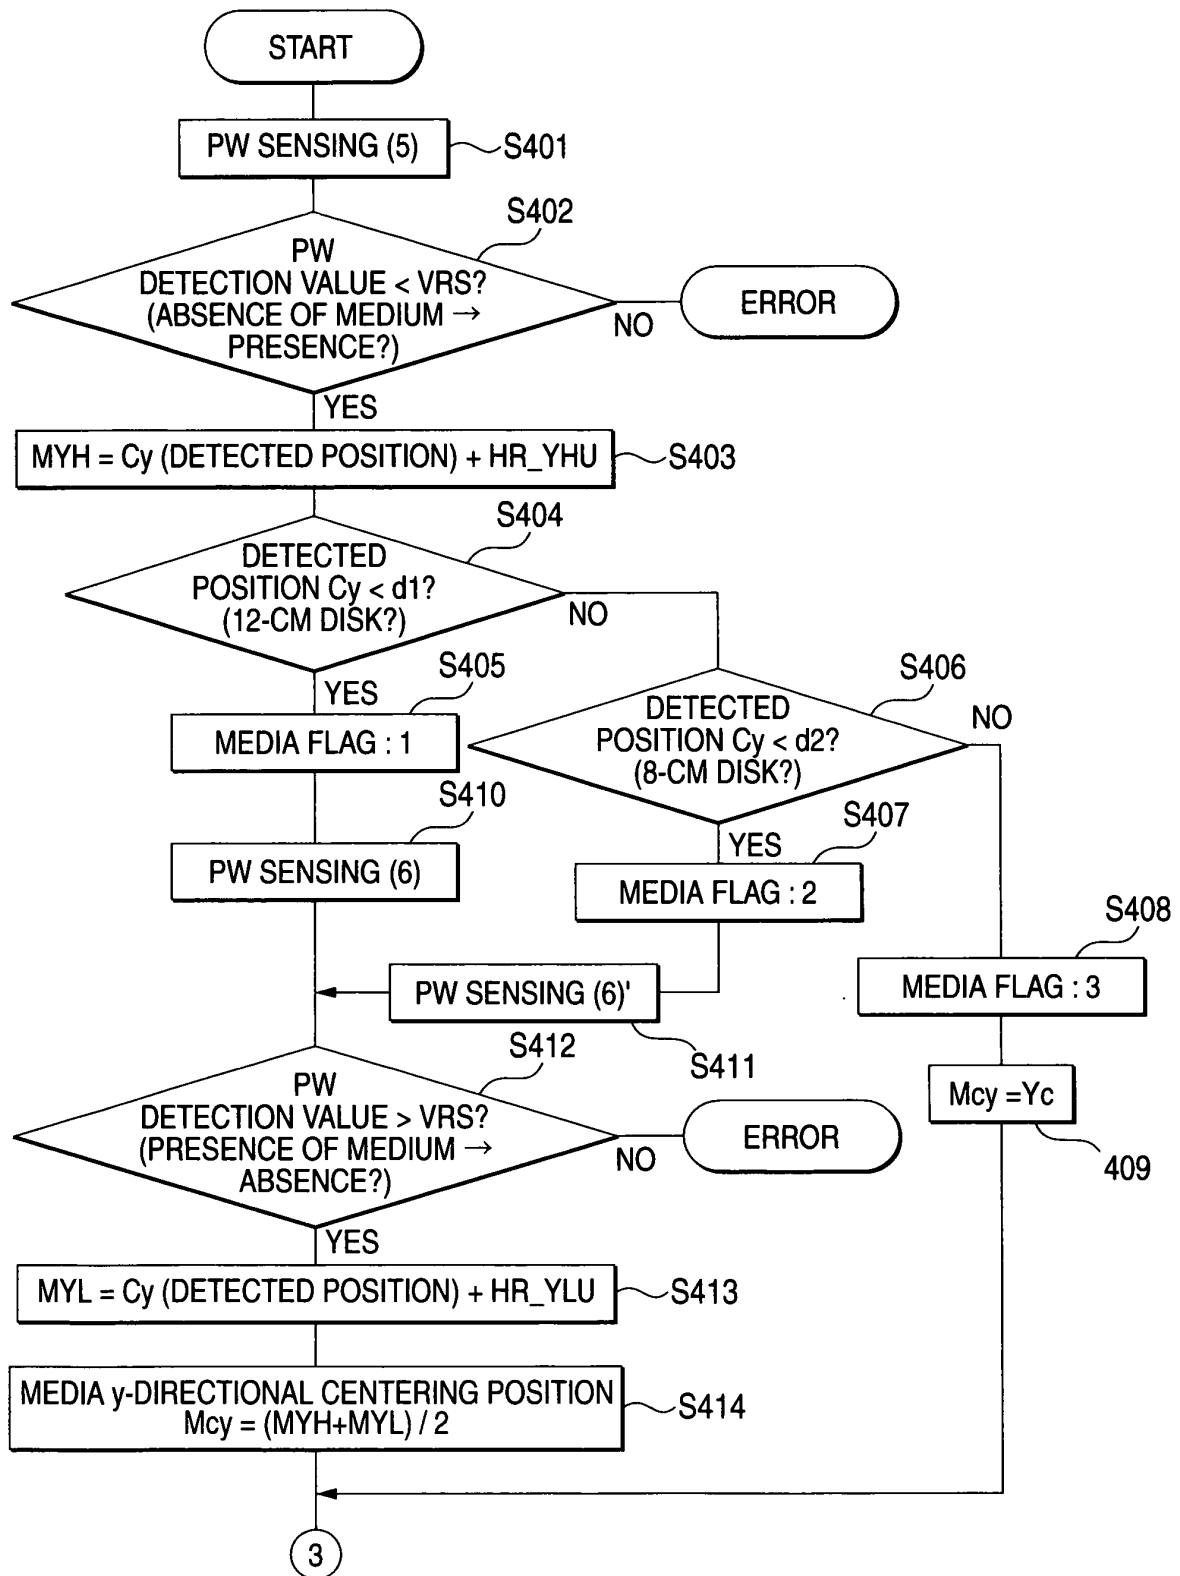 START
PW SENSING (5)
S401
S402
PW
DETECTION VALUE < VRS?
(ABSENCE OF MEDIUM →
PRESENCE?)
NO
ERROR
YES
MYH = Cy (DETECTED POSITION) + HR_YHU
S403
S404
DETECTED
POSITION Cy < d1?
(12-CM DISK?)
NO
YES
S405
MEDIA FLAG : 1
S406
DETECTED
POSITION Cy < d2?
(8-CM DISK?)
NO
YES
S410
PW SENSING (6)
S407
MEDIA FLAG : 2
S408
MEDIA FLAG : 3
PW SENSING (6)'
S411
Mcy =Yc
409
S412
PW
DETECTION VALUE > VRS?
(PRESENCE OF MEDIUM →
ABSENCE?)
NO
ERROR
YES
MYL = Cy (DETECTED POSITION) + HR_YLU
S413
MEDIA y-DIRECTIONAL CENTERING POSITION
Mcy = (MYH+MYL) / 2
S414
3